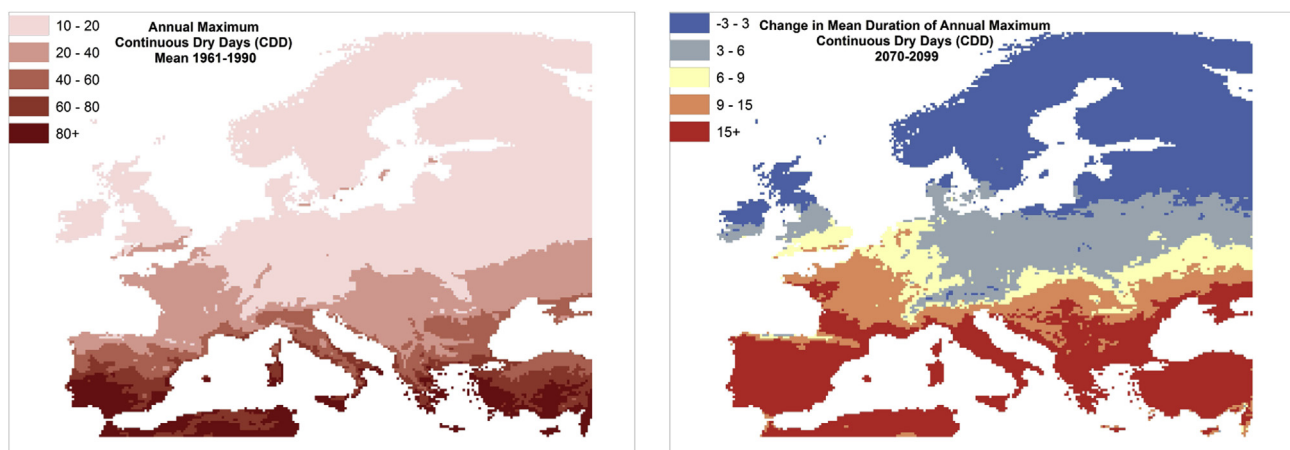 Annual Maximum
Continuous Dry Days (CDD)
Mean 1961-1990
10 - 20
20 - 40
40 - 60
60 - 80
80+
Change in Mean Duration of Annual Maximum
Continuous Dry Days (CDD)
2070-2099
-3 - 3
3 - 6
6 - 9
9 - 15
15+